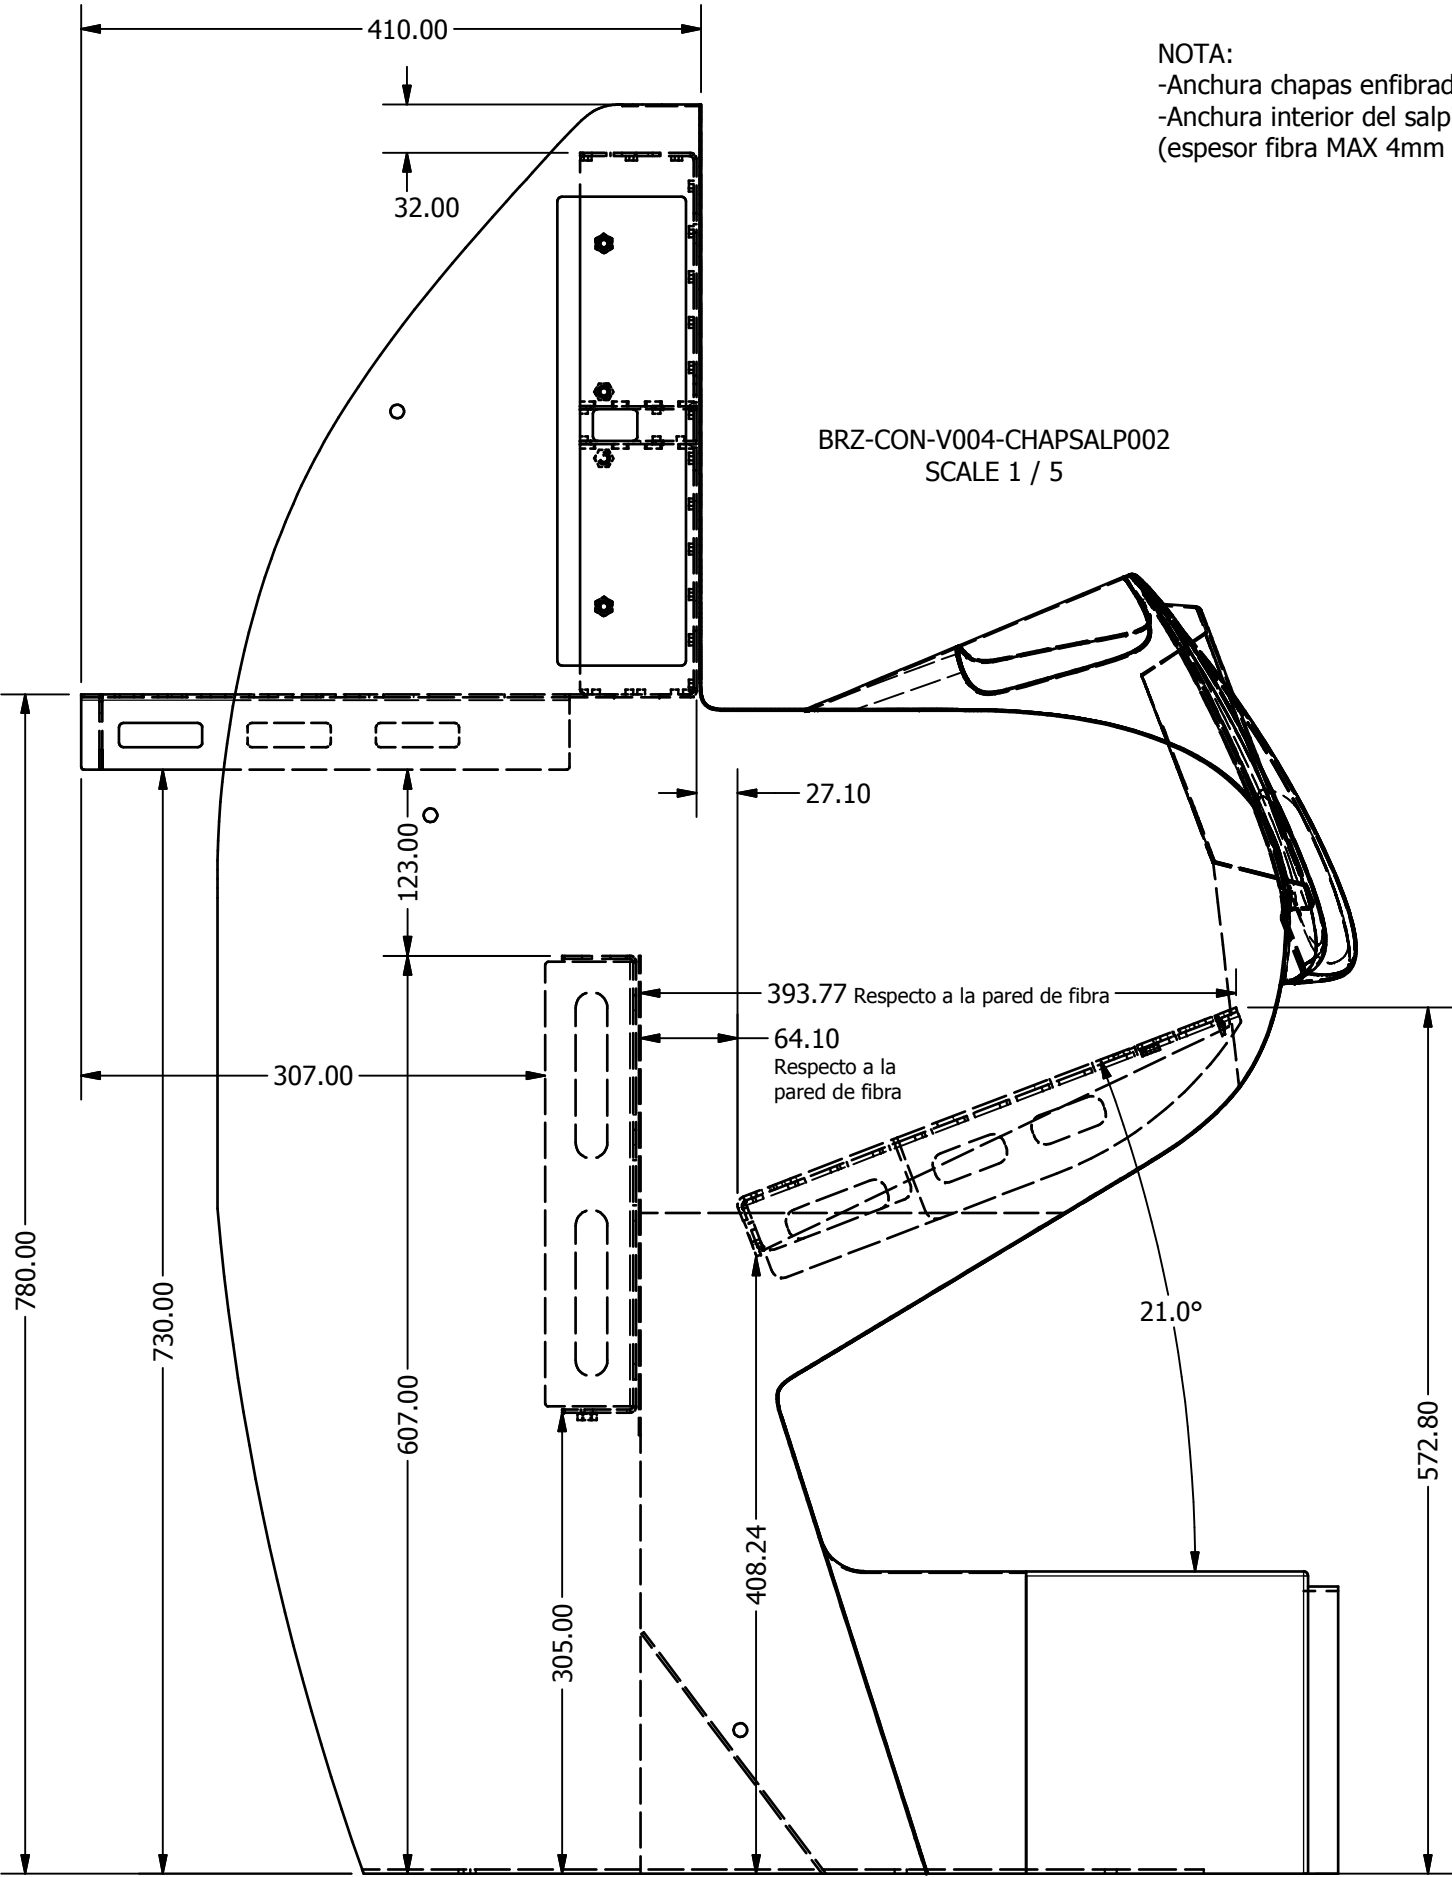 410.00
NOTA:
-Anchura chapas enfibrad
-Anchura interior del salp
(espesor fibra MAX 4mm
32.00
BRZ-CON-V004-CHAPSALP002
SCALE 1 / 5
27.10
123.00
393.77 Respecto a la pared de fibra
64.10
Respecto a la
pared de fibra
307.00
780.00
730.00
21.0°
607.00
572.80
408.24
305.00